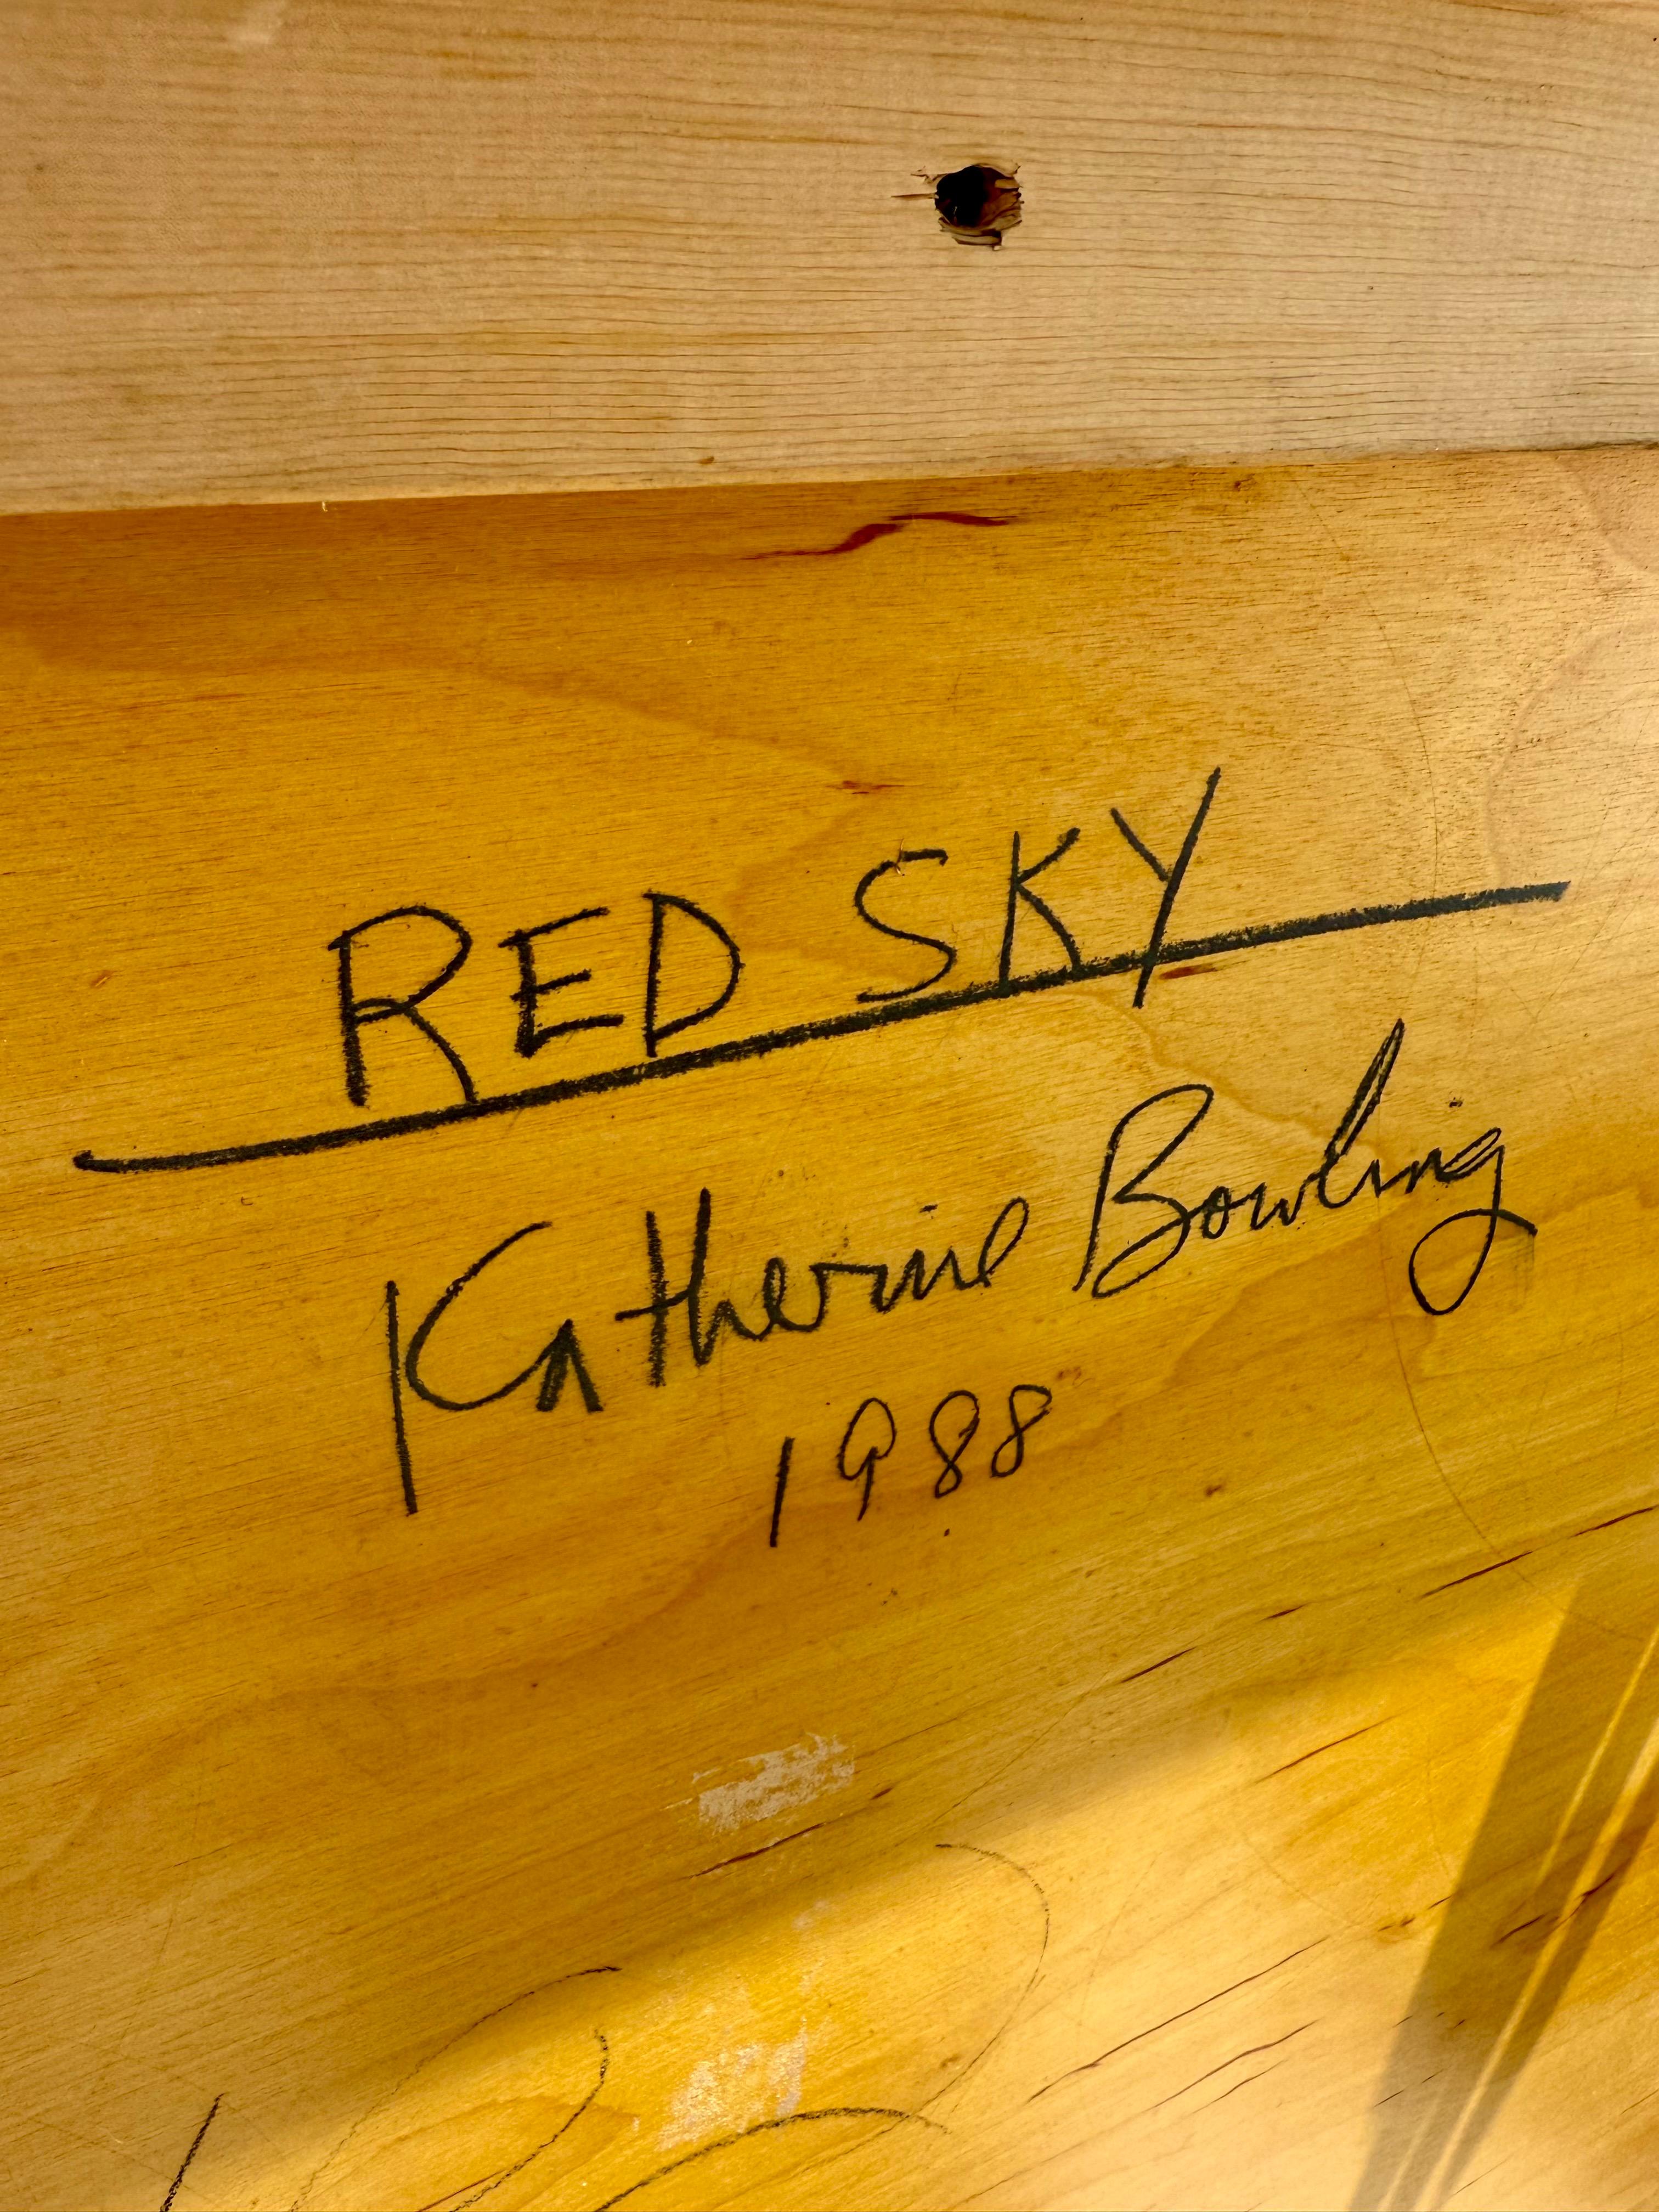 RED SKY
Katherine Bowling
1988